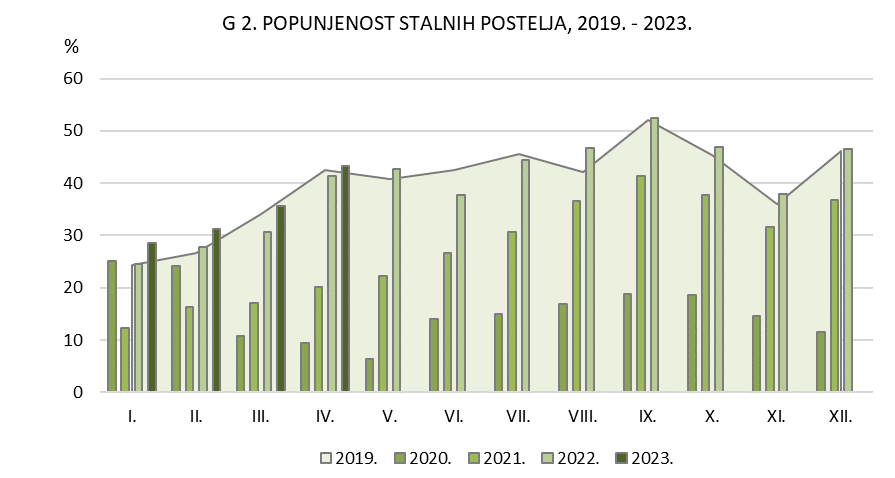 G 2. POPUNJENOST STALNIH POSTELJA, 2019. - 2023.
%
60
50
40
30
20
10
0
I. II. III. IV. V. VI. VII. VIII. IX. X. XI. XII.
2019. 2020. 2021. 2022. 2023.